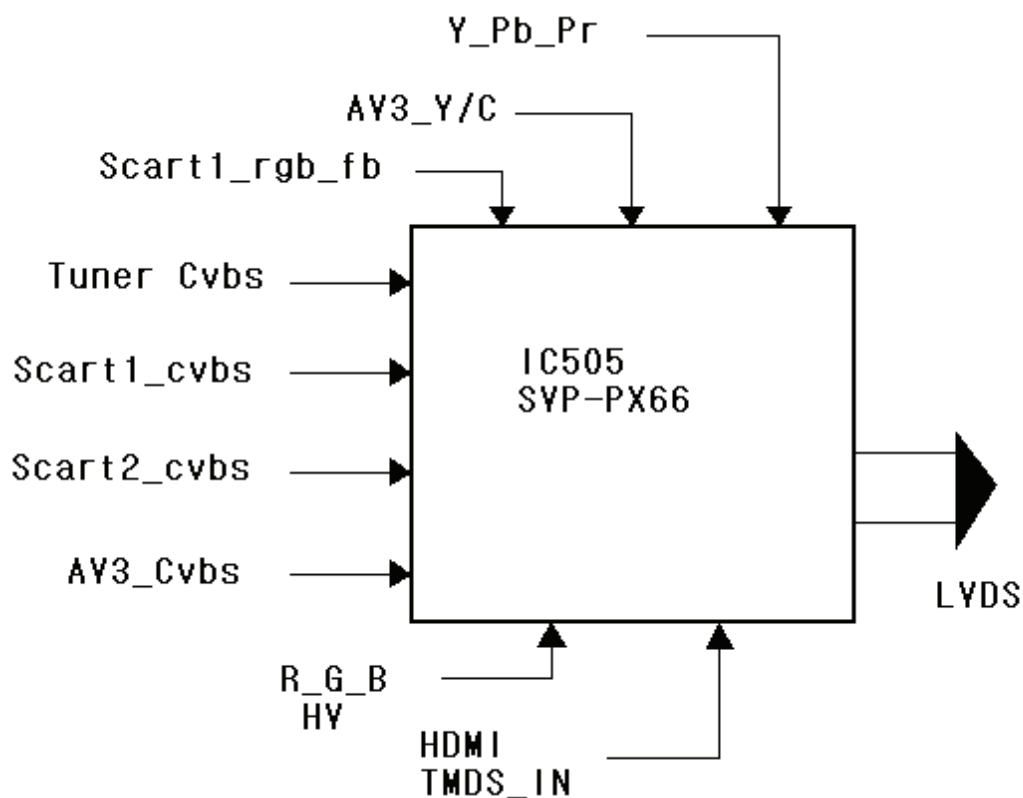 Y_Pb_Pr
AV3_Y/C
Scart1_rgb_fb
Tuner Cvbs
Scart1_cvbs
IC505
SVP-PX66
Scart2_cvbs
AV3_Cvbs
LVDS
R_G_B
HV
HDMI
TMDS_IN